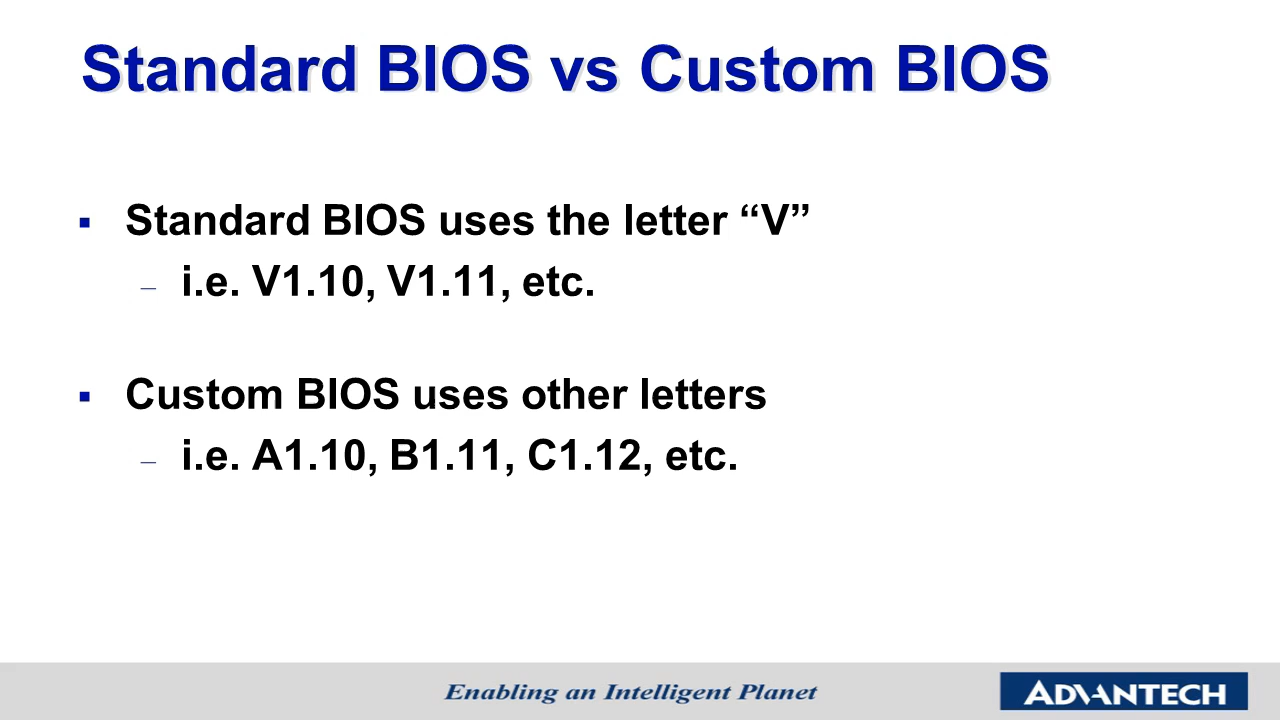 Standard BIOS vs Custom BIOS
▪ Standard BIOS uses the letter “V”
– i.e. V1.10, V1.11, etc.
▪ Custom BIOS uses other letters
– i.e. A1.10, B1.11, C1.12, etc.
Enabling an Intelligent Planet
ADVANTECH